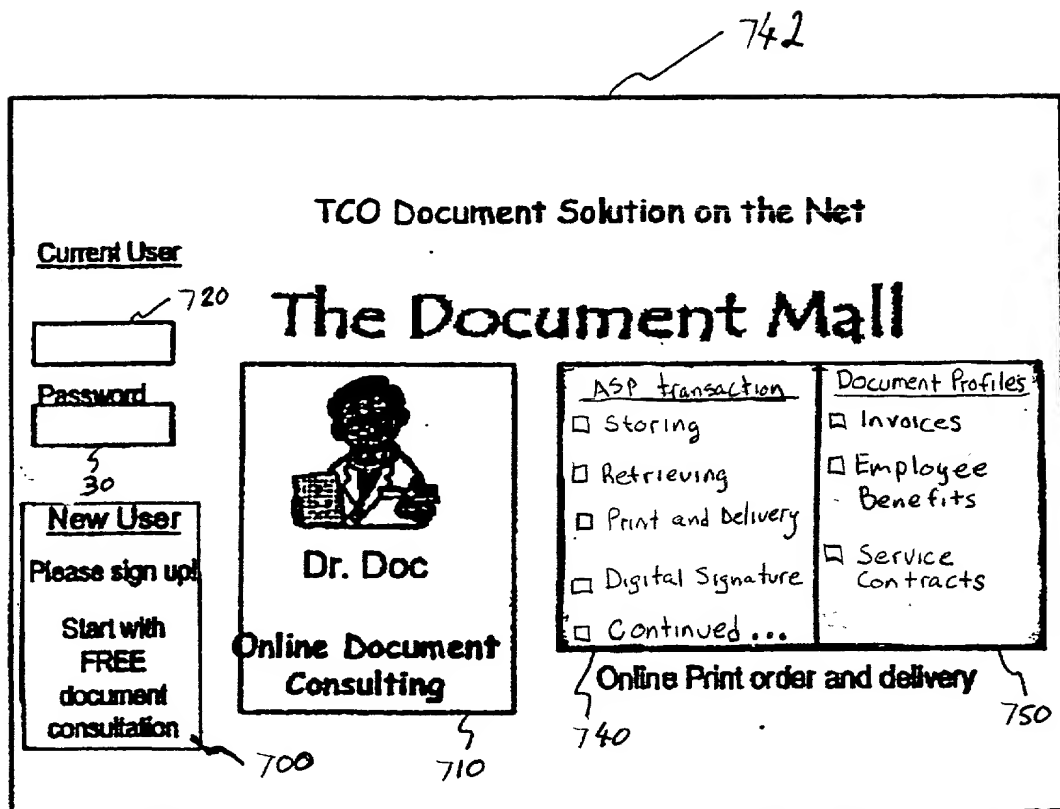 742
TCO Document Solution on the Net
Current User
720
The Document Mall
Password
30
New User
Please sign up!
Start with
FREE
document
consultation
700
Dr. Doc
Online Document
Consulting
710
ASP transaction
Storing
Retrieving
Print and Delivery
Digital Signature
Continued...
740
Document Profiles
Invoices
Employee
Benefits
Service
Contracts
750
Online Print order and delivery